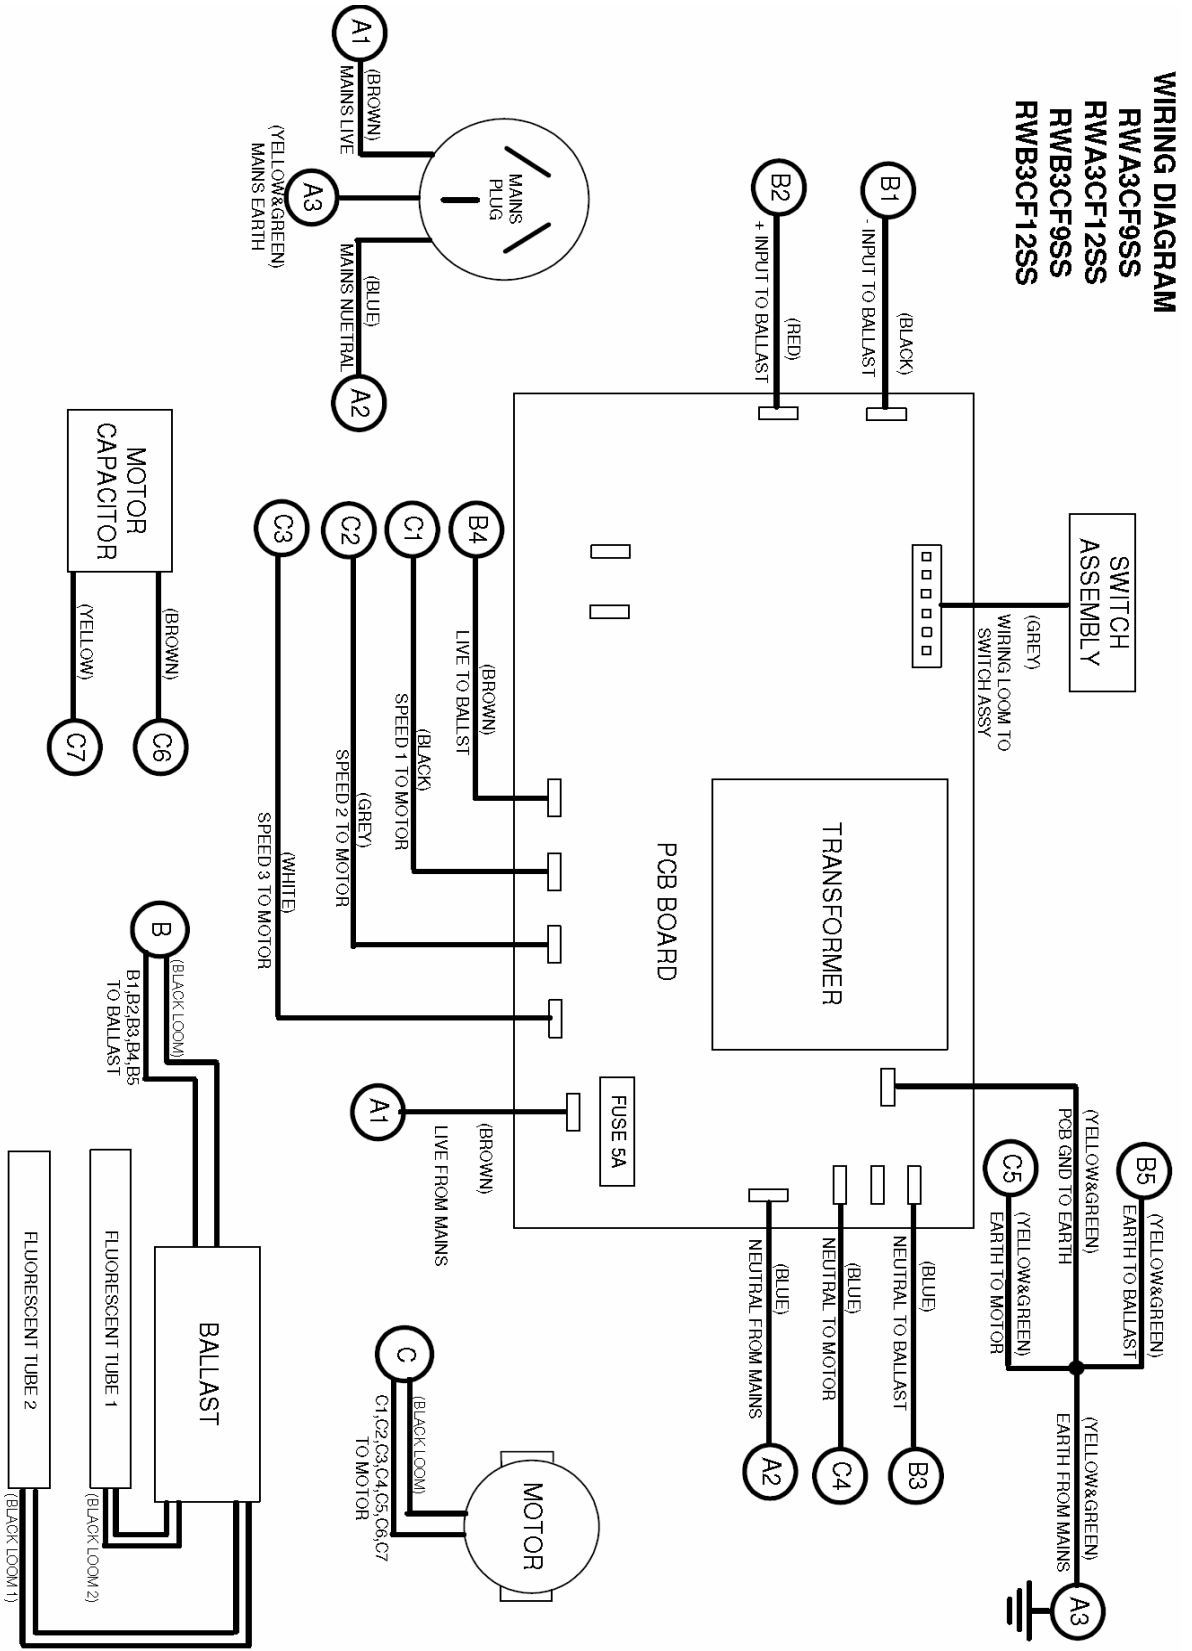 WIRING DIAGRAM
RWA3CF9SS
RWA3CF12SS
RWB3CF9SS
RWB3CF12SS
SWITCH
ASSEMBLY
(GREY)
WIRING LOOM TO
SWITCH ASSY
B1
(BLACK)
- INPUT TO BALLAST
B2
(RED)
+ INPUT TO BALLAST
TRANSFORMER
PCB BOARD
FUSE 5A
B5
(YELLOW&GREEN)
EARTH TO BALLAST
(YELLOW&GREEN)
PCB GND TO EARTH
C5
(YELLOW&GREEN)
EARTH TO MOTOR
(YELLOW&GREEN)
EARTH FROM MAINS
A3
(BLUE)
NEUTRAL TO BALLAST
B3
(BLUE)
NEUTRAL TO MOTOR
C4
(BLUE)
NEUTRAL FROM MAINS
A2
MAINS
PLUG
A1
(BROWN)
MAINS LIVE
A3
(YELLOW&GREEN)
MAINS EARTH
(BLUE)
MAINS NUETRAL
A2
B4
(BROWN)
LIVE TO BALLST
C1
(BLACK)
SPEED 1 TO MOTOR
C2
(GREY)
SPEED 2 TO MOTOR
C3
(WHITE)
SPEED 3 TO MOTOR
A1
(BROWN)
LIVE FROM MAINS
MOTOR
CAPACITOR
(BROWN)
C6
(YELLOW)
C7
C
(BLACK LOOM)
C1,C2,C3,C4,C5,C6,C7
TO MOTOR
MOTOR
B
(BLACK LOOM)
B1,B2,B3,B4,B5
TO BALLAST
BALLAST
FLUORESCENT TUBE 1
(BLACK LOOM 2)
FLUORESCENT TUBE 2
(BLACK LOOM 1)